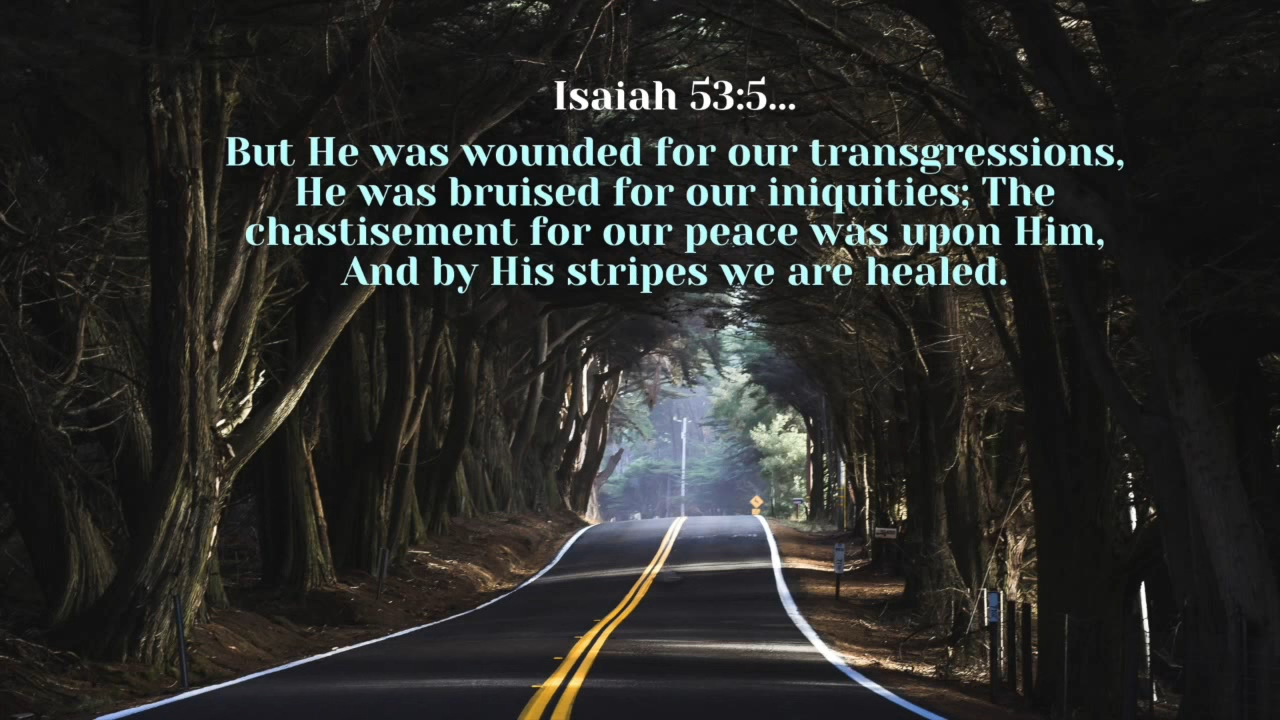 Isaiah 53:5...
But He was wounded for our transgressions,
He was bruised for our iniquities; The
chastisement for our peace was upon Him,
And by His stripes we are healed.